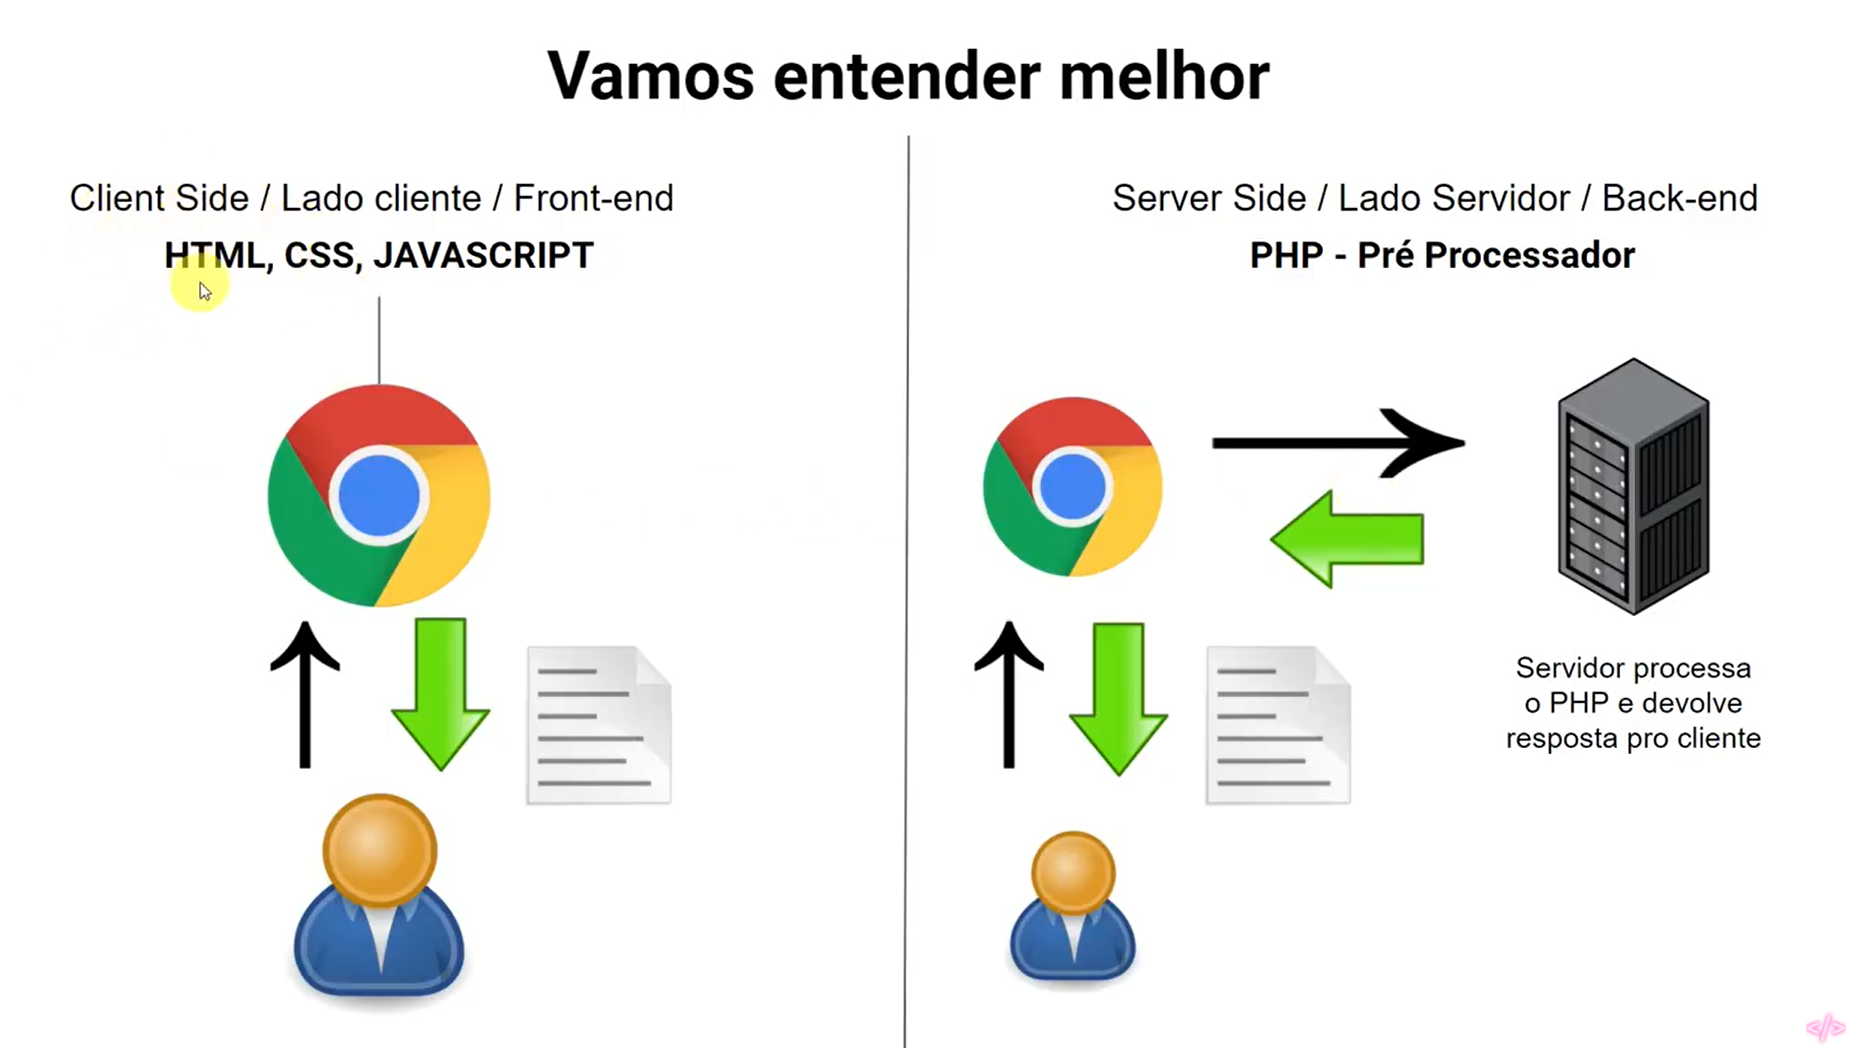 Vamos entender melhor
Client Side / Lado cliente / Front-end
HTML, CSS, JAVASCRIPT
Server Side / Lado Servidor / Back-end
PHP - Pré Processador
Servidor processa
o PHP e devolve
resposta pro cliente
</>